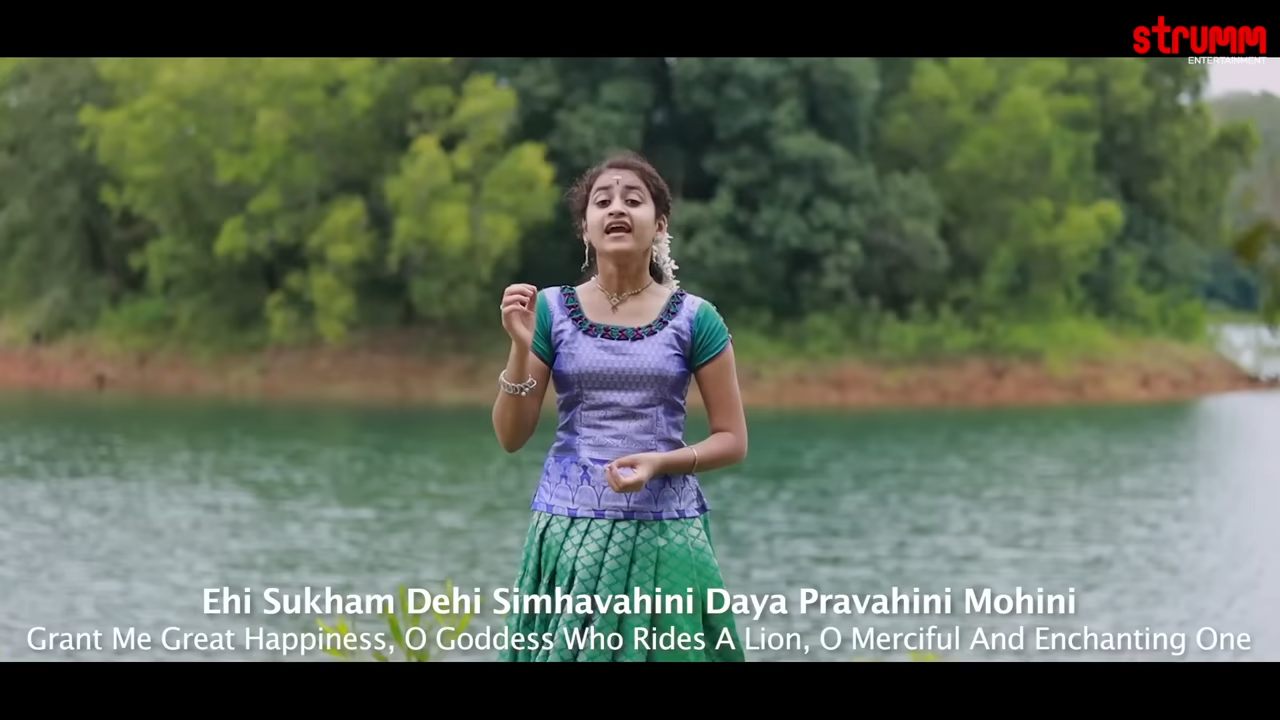 strumm
ENTERTAINMENT
Ehi Sukham Dehi Simhavahini Daya Pravahini Mohini
Grant Me Great Happiness, O Goddess Who Rides A Lion, O Merciful And Enchanting One